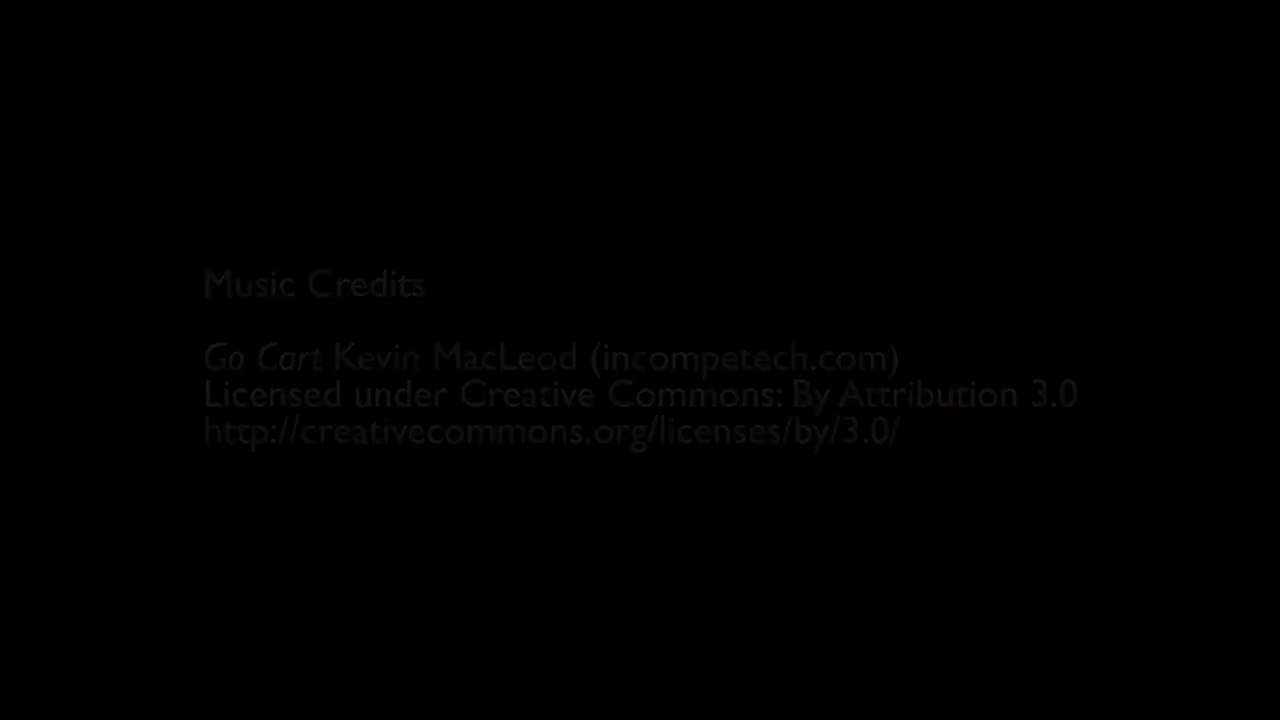 Music Credits
Go Cart Kevin MacLeod (incompetech.com)
Licensed under Creative Commons: By Attribution 3.0
http://creativecommons.org/licenses/by/3.0/